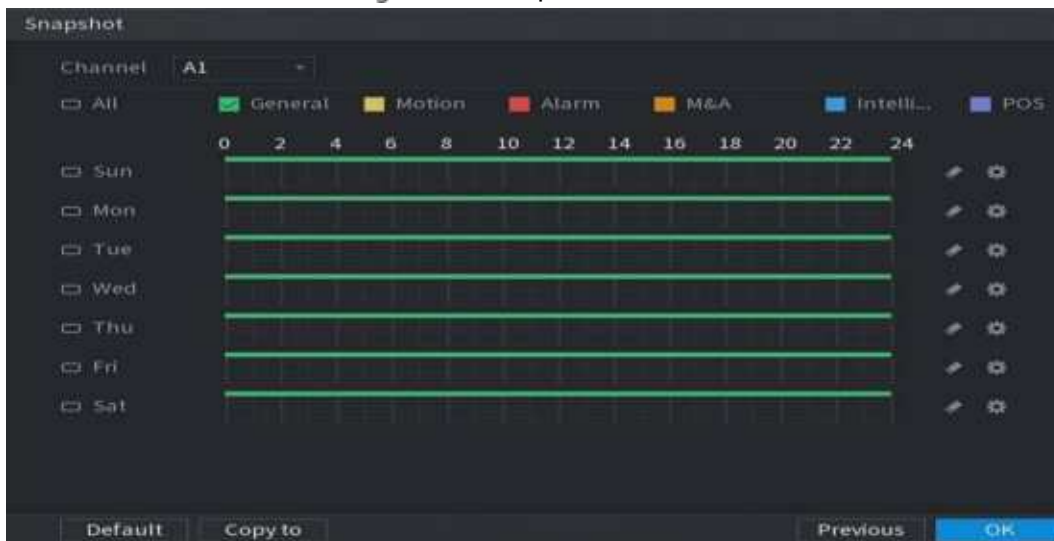 Snapshot
Channel A1
All General Motion Alarm M&A Intelli... POS
0 2 4 6 8 10 12 14 16 18 20 22 24
Sun
Mon
Tue
Wed
Thu
Fri
Sat
Default Copy to Previous OK